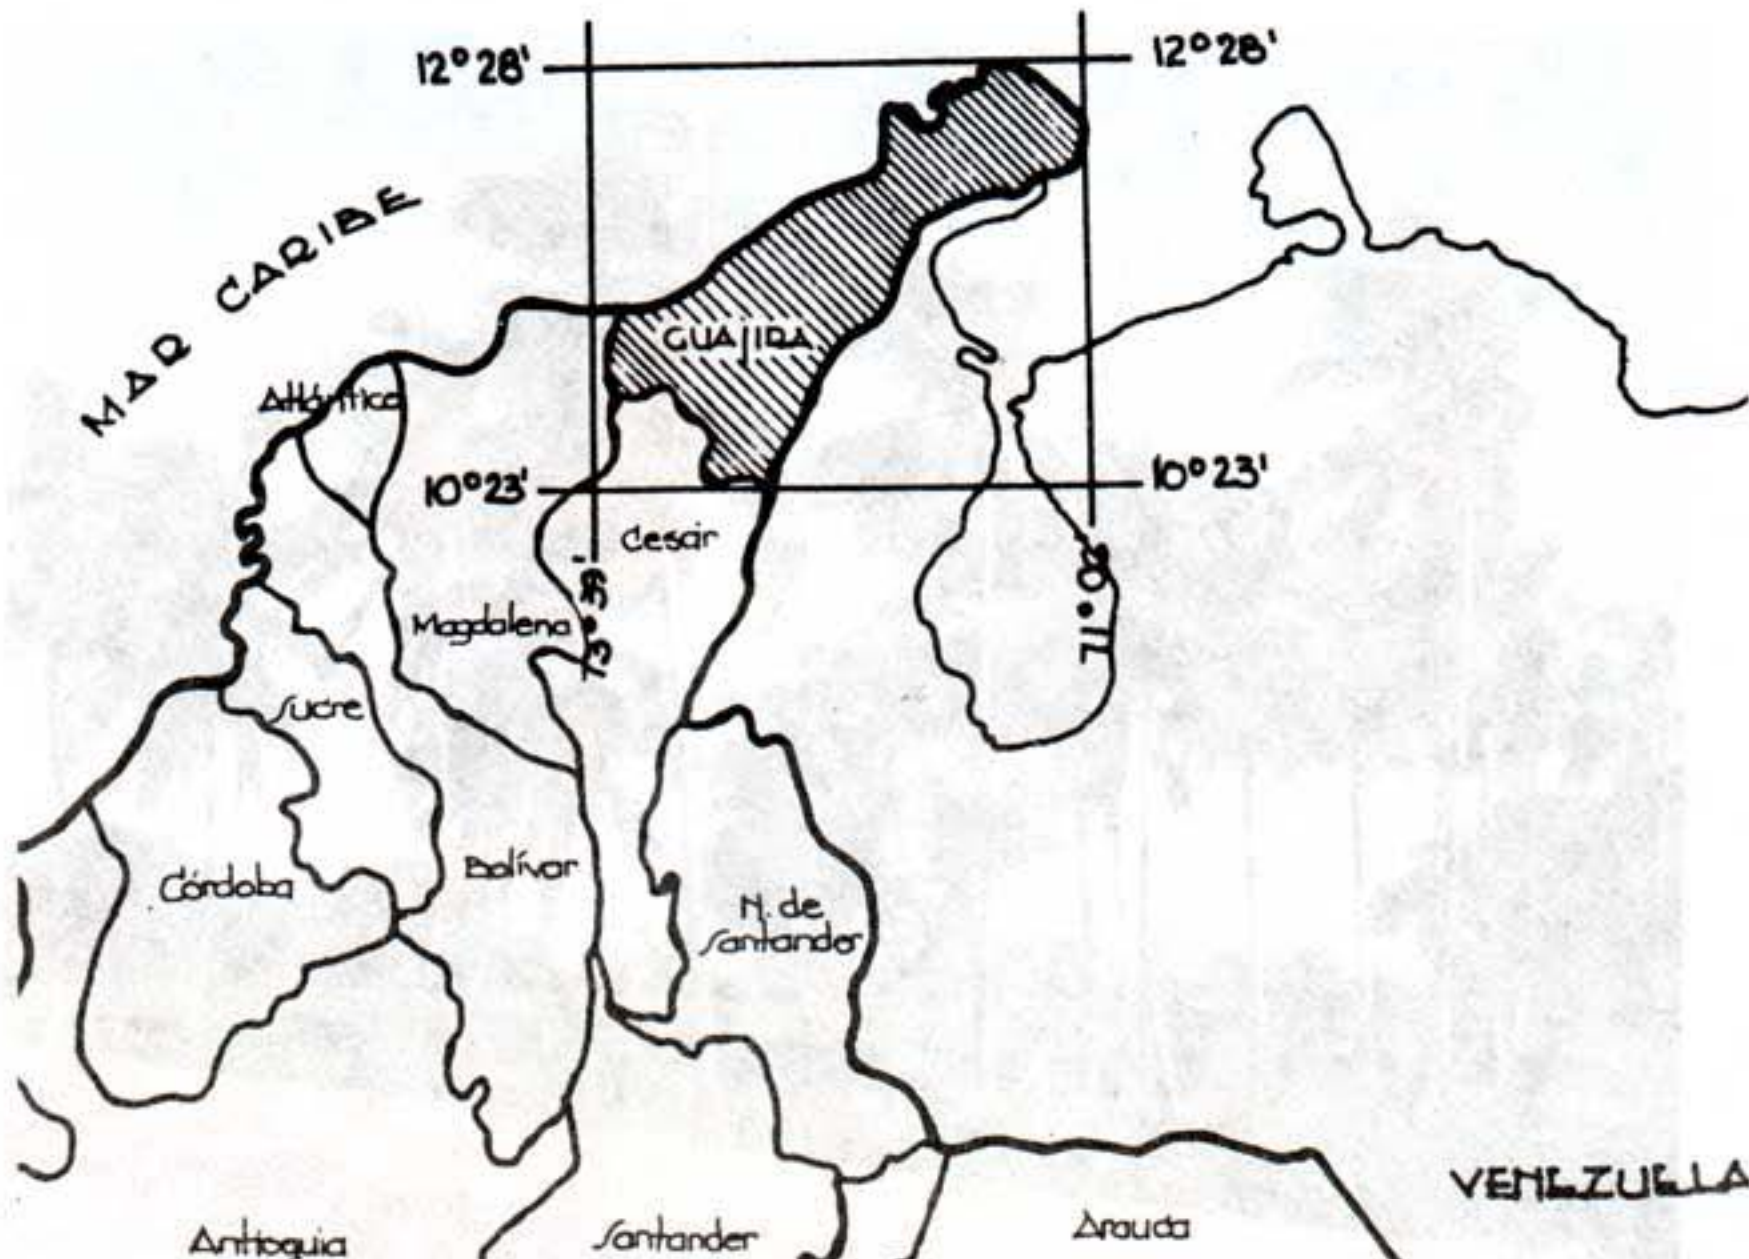 12° 28' 12° 28'
MAR CARIBE
GUAJIRA
Atlántico
10° 23' 10° 23'
Cesar
73° 39'
71° 02'
Magdalena
Sucre
Córdoba
Bolívar
N. de
Santander
VENEZUELA
Antioquia
Santander
Arauca